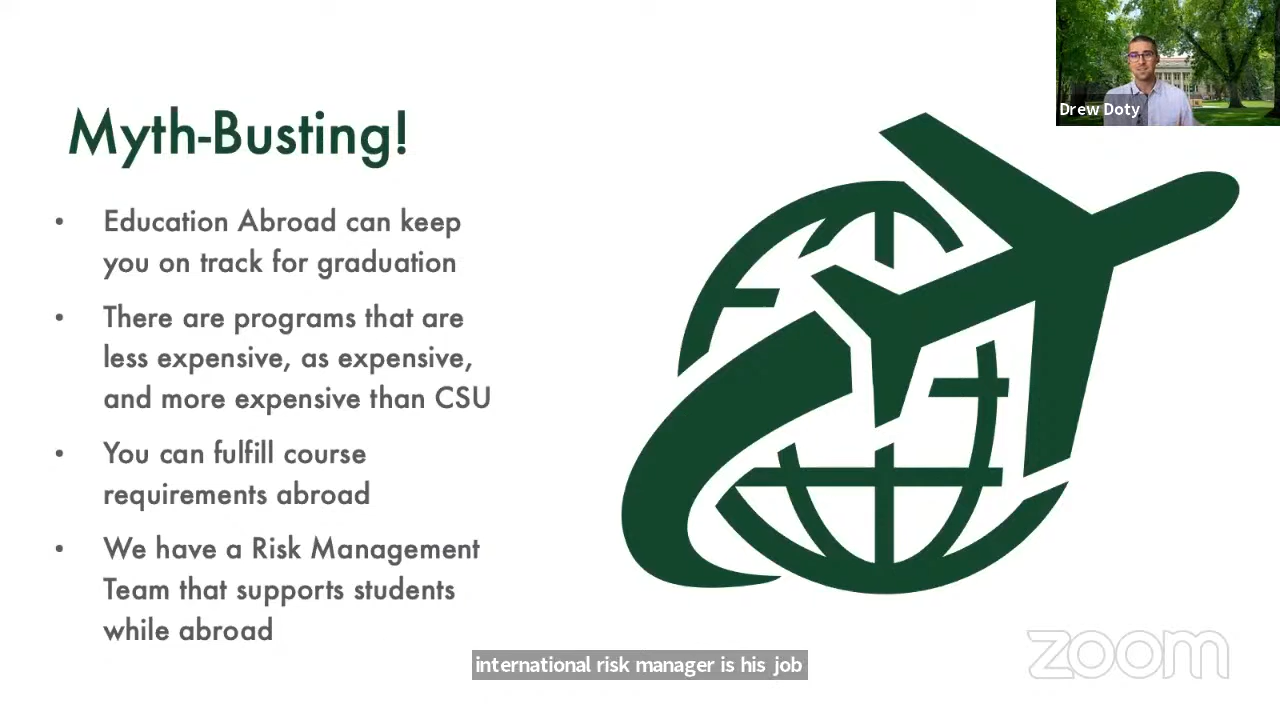 Drew Doty
Myth-Busting!
• Education Abroad can keep
you on track for graduation
• There are programs that are
less expensive, as expensive,
and more expensive than CSU
• You can fulfill course
requirements abroad
• We have a Risk Management
Team that supports students
while abroad
international risk manager is his job
zoom